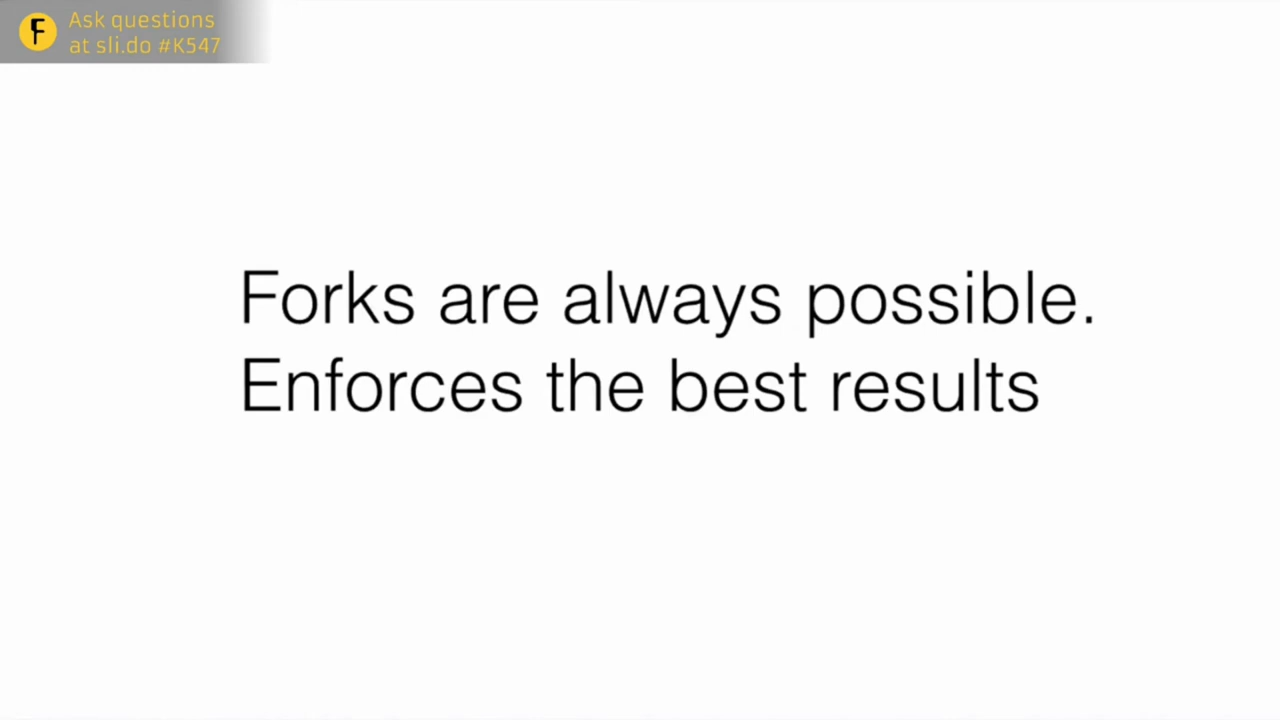 F
Ask questions
at sli.do #K547
Forks are always possible.
Enforces the best results